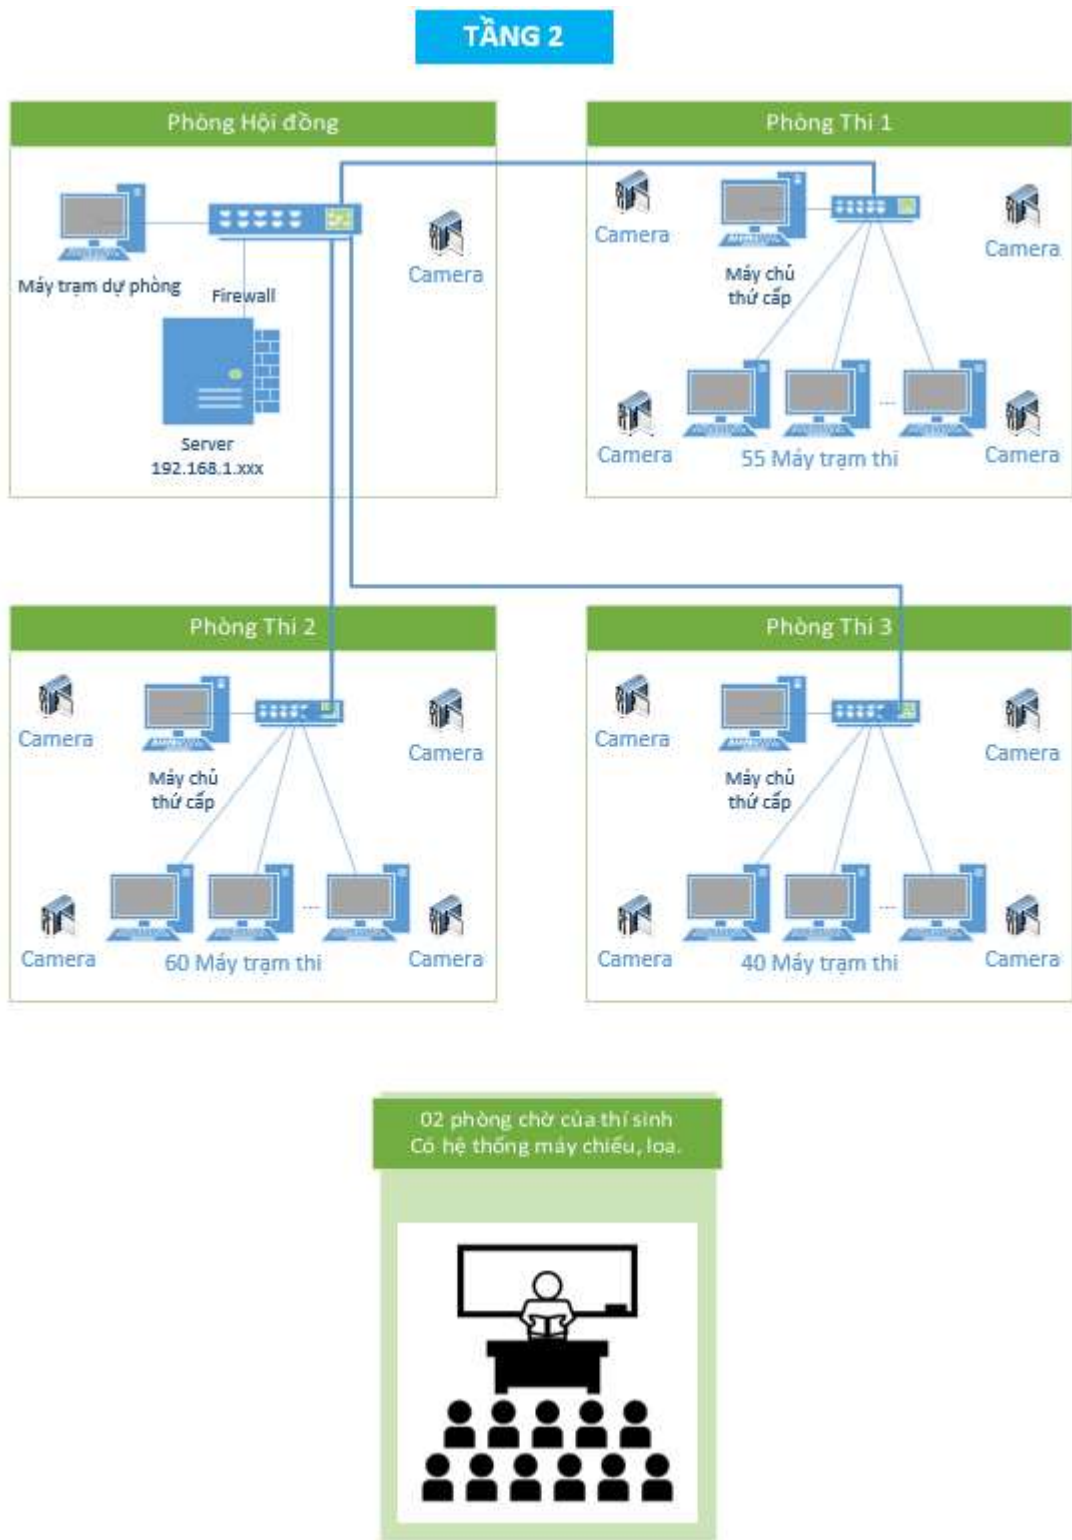 TẦNG 2
Phòng Hội đồng
Máy trạm dự phòng
Firewall
Camera
Server
192.168.1.xxx
Phòng Thi 1
Camera
Camera
Máy chủ
thứ cấp
Camera
55 Máy trạm thi
Camera
Phòng Thi 2
Camera
Camera
Máy chủ
thứ cấp
Camera
60 Máy trạm thi
Camera
Phòng Thi 3
Camera
Camera
Máy chủ
thứ cấp
Camera
40 Máy trạm thi
Camera
02 phòng chờ của thí sinh
Có hệ thống máy chiếu, loa.